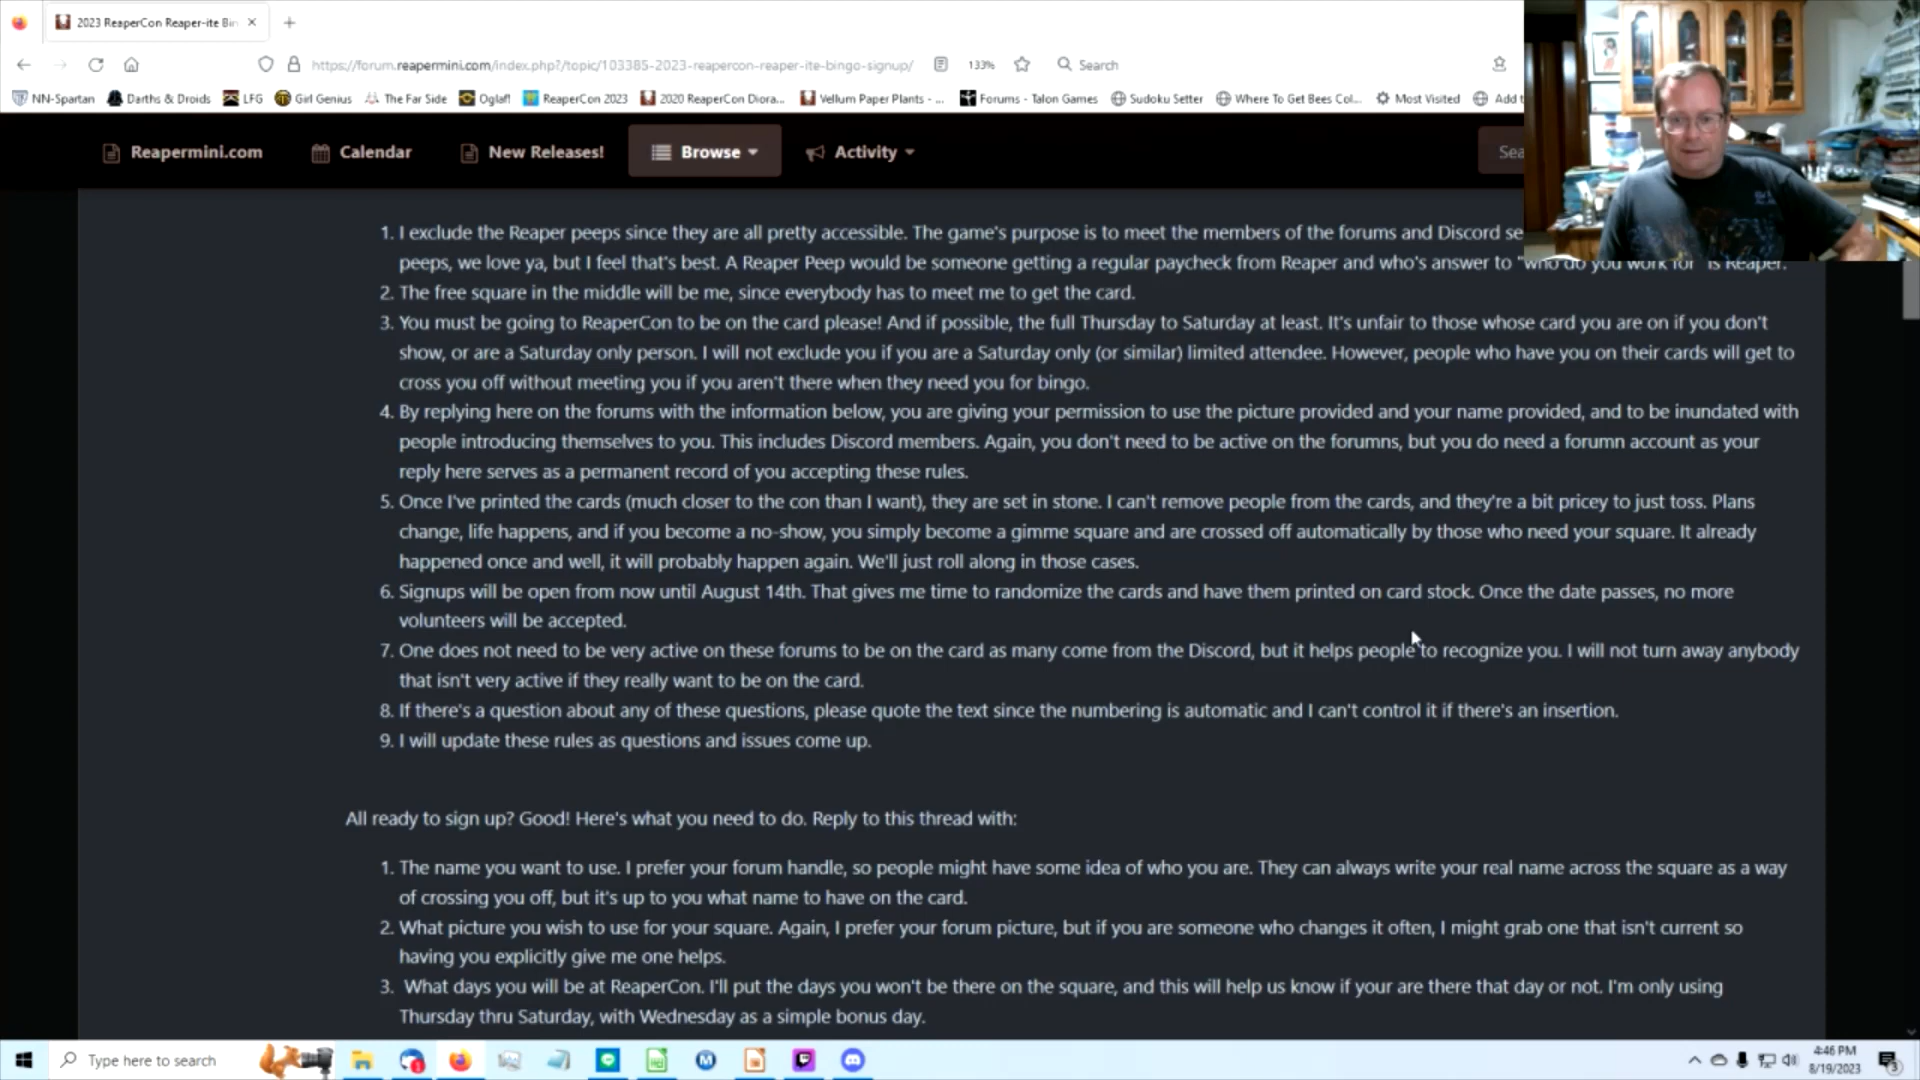 2023 ReaperCon Reaper-ite Bin
https://forum.reapermini.com/index.php?/topic/103385-2023-reapercon-reaper-ite-bingo-signup/
133%
Search
NN-Spartan
Darths & Droids
LFG
Girl Genius
The Far Side
Oglaf!
ReaperCon 2023
2020 ReaperCon Diora...
Vellum Paper Plants - ...
Forums - Talon Games
Sudoku Setter
Where To Get Bees Col...
Most Visited
Add t
Reapermini.com
Calendar
New Releases!
Browse
Activity
Sea
1. I exclude the Reaper peeps since they are all pretty accessible. The game's purpose is to meet the members of the forums and Discord se
peeps, we love ya, but I feel that's best. A Reaper Peep would be someone getting a regular paycheck from Reaper and who's answer to "who do you work for" is Reaper.
2. The free square in the middle will be me, since everybody has to meet me to get the card.
3. You must be going to ReaperCon to be on the card please! And if possible, the full Thursday to Saturday at least. It's unfair to those whose card you are on if you don't
show, or are a Saturday only person. I will not exclude you if you are a Saturday only (or similar) limited attendee. However, people who have you on their cards will get to
cross you off without meeting you if you aren't there when they need you for bingo.
4. By replying here on the forums with the information below, you are giving your permission to use the picture provided and your name provided, and to be inundated with
people introducing themselves to you. This includes Discord members. Again, you don't need to be active on the forumns, but you do need a forumn account as your
reply here serves as a permanent record of you accepting these rules.
5. Once I've printed the cards (much closer to the con than I want), they are set in stone. I can't remove people from the cards, and they're a bit pricey to just toss. Plans
change, life happens, and if you become a no-show, you simply become a gimme square and are crossed off automatically by those who need your square. It already
happened once and well, it will probably happen again. We'll just roll along in those cases.
6. Signups will be open from now until August 14th. That gives me time to randomize the cards and have them printed on card stock. Once the date passes, no more
volunteers will be accepted.
7. One does not need to be very active on these forums to be on the card as many come from the Discord, but it helps people to recognize you. I will not turn away anybody
that isn't very active if they really want to be on the card.
8. If there's a question about any of these questions, please quote the text since the numbering is automatic and I can't control it if there's an insertion.
9. I will update these rules as questions and issues come up.
All ready to sign up? Good! Here's what you need to do. Reply to this thread with:
1. The name you want to use. I prefer your forum handle, so people might have some idea of who you are. They can always write your real name across the square as a way
of crossing you off, but it's up to you what name to have on the card.
2. What picture you wish to use for your square. Again, I prefer your forum picture, but if you are someone who changes it often, I might grab one that isn't current so
having you explicitly give me one helps.
3. What days you will be at ReaperCon. I'll put the days you won't be there on the square, and this will help us know if your are there that day or not. I'm only using
Thursday thru Saturday, with Wednesday as a simple bonus day.
Type here to search
4:46 PM
8/19/2023